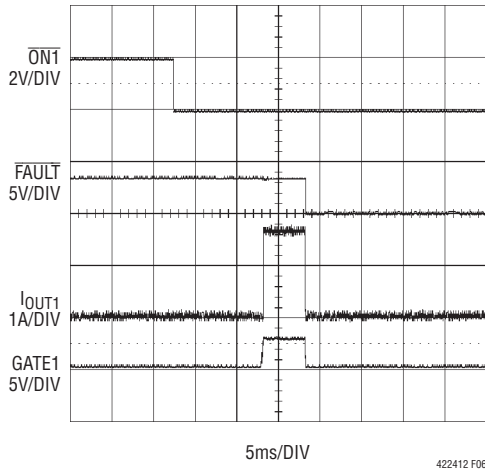 ON1
2V/DIV
FAULT
5V/DIV
IOUT1
1A/DIV
GATE1
5V/DIV
5ms/DIV
422412 F06